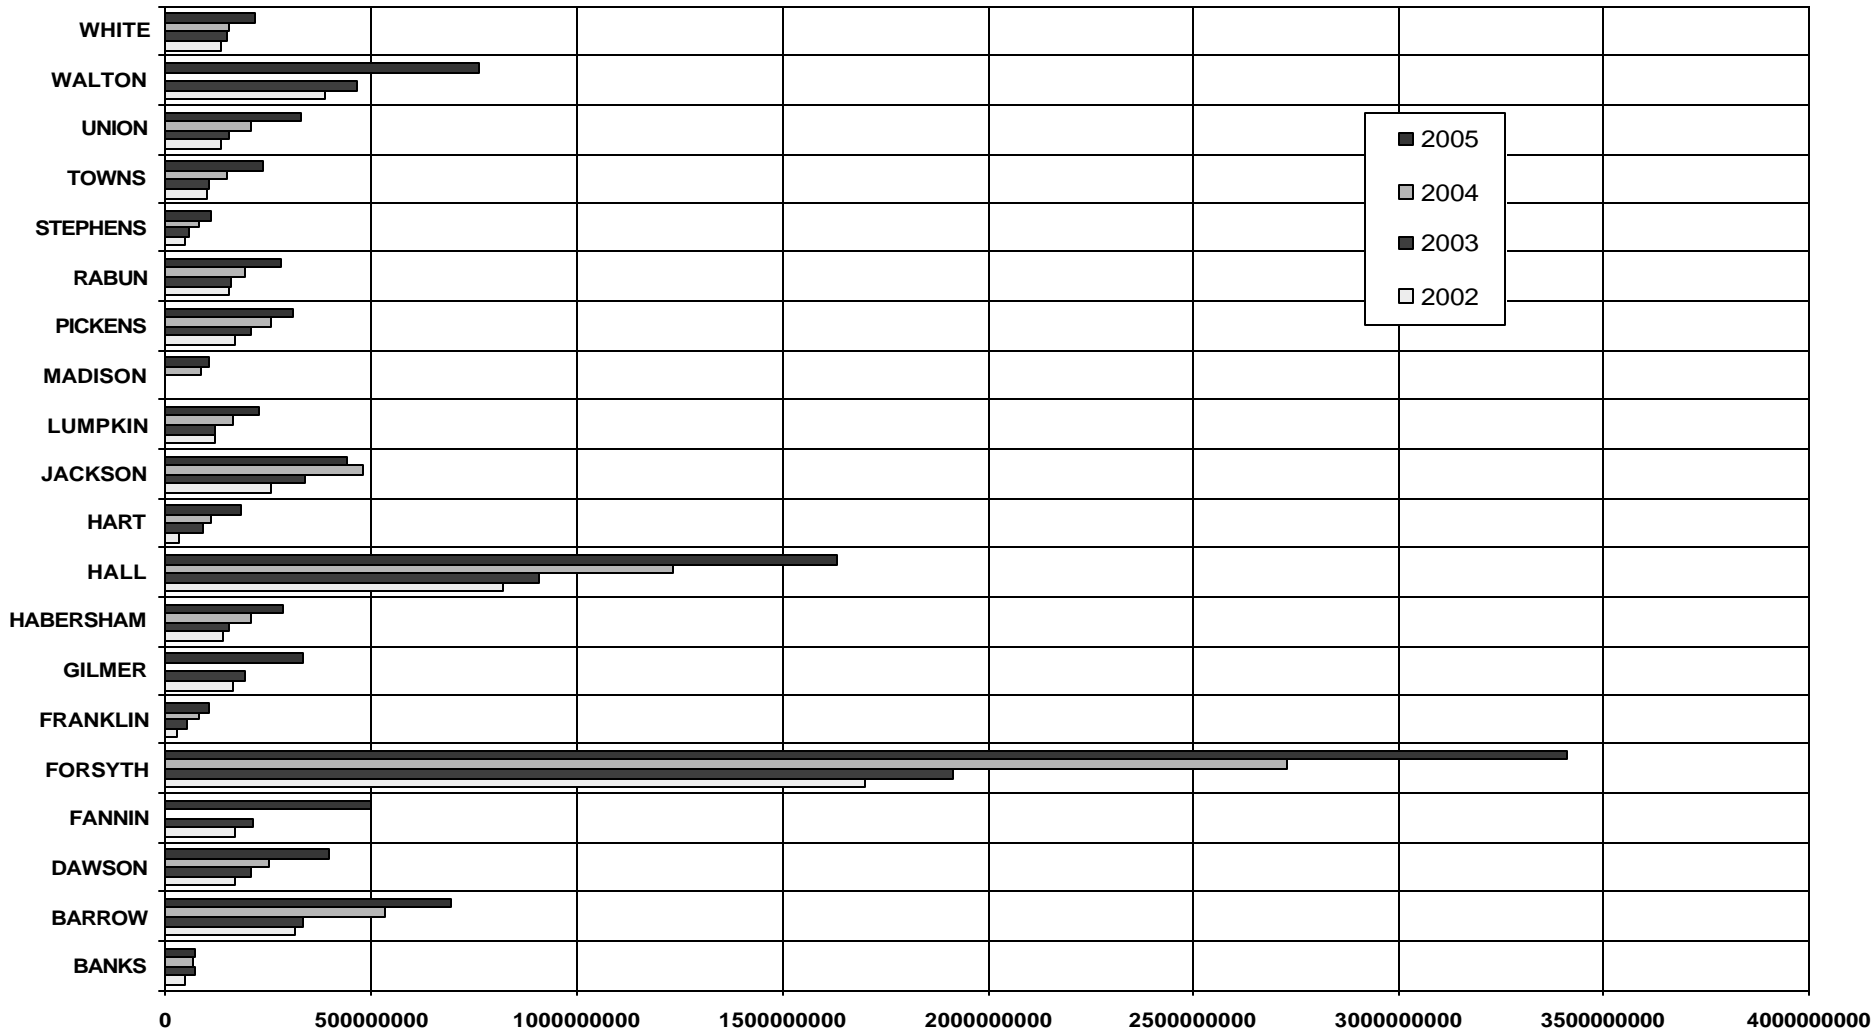 WHITE
WALTON
UNION
TOWNS
STEPHENS
RABUN
PICKENS
MADISON
LUMPKIN
JACKSON
HART
HALL
HABERSHAM
GILMER
FRANKLIN
FORSYTH
FANNIN
DAWSON
BARROW
BANKS
2005
2004
2003
2002
0 500000000 1000000000 1500000000 2000000000 2500000000 3000000000 3500000000 4000000000